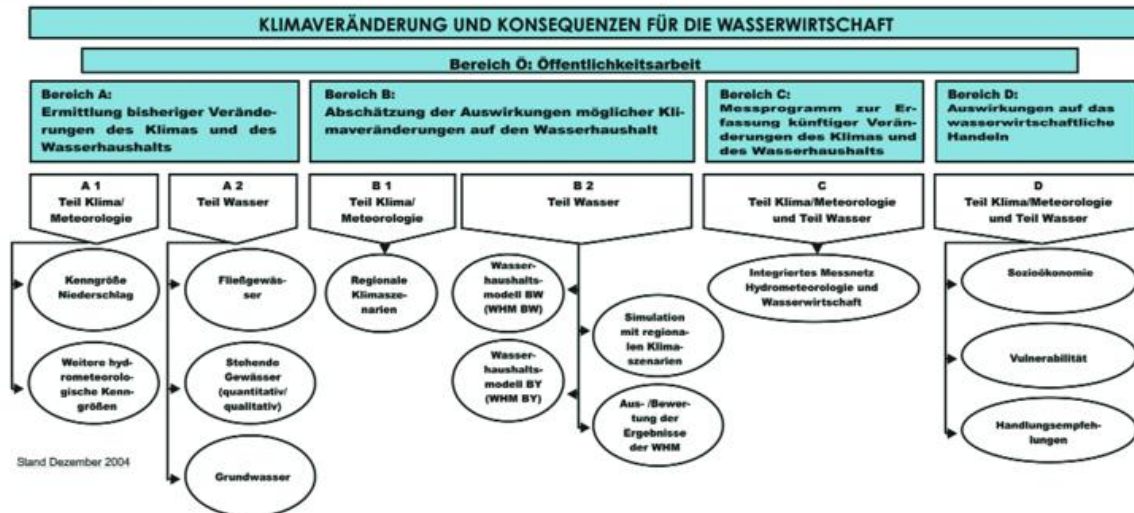 KLIMAVERÄNDERUNG UND KONSEQUENZEN FÜR DIE WASSERWIRTSCHAFT
Bereich Ö: Öffentlichkeitsarbeit
Bereich A:
Ermittlung bisheriger Verände-
rungen des Klimas und des
Wasserhaushalts
Bereich B:
Abschätzung der Auswirkungen möglicher Kli-
maveränderungen auf den Wasserhaushalt
Bereich C:
Messprogramm zur Er-
fassung künftiger Verän-
derungen des Klimas und
des Wasserhaushalts
Bereich D:
Auswirkungen auf das
wasserwirtschaftliche
Handeln
A 1
Teil Klima/
Meteorologie
A 2
Teil Wasser
B 1
Teil Klima/
Meteorologie
B 2
Teil Wasser
C
Teil Klima/Meteorologie
und Teil Wasser
D
Teil Klima/Meteorologie
und Teil Wasser
Kenngröße
Niederschlag
Weitere hyd-
rometeorolo-
gische Kenn-
größen
Fließgewäs-
ser
Stehende
Gewässer
(quantitativ/
qualitativ)
Grundwasser
Regionale
Klimasze-
narien
Wasser-
haushalts-
modell BW
(WHM BW)
Wasser-
haushalts-
modell BY
(WHM BY)
Simulation
mit regiona-
len Klima-
szenarien
Aus- /Bewer-
tung der
Ergebnisse
der WHM
Integriertes Messnetz
Hydrometeorologie und
Wasserwirtschaft
Sozioökonomie
Vulnerabilität
Handlungsempfeh-
lungen
Stand Dezember 2004